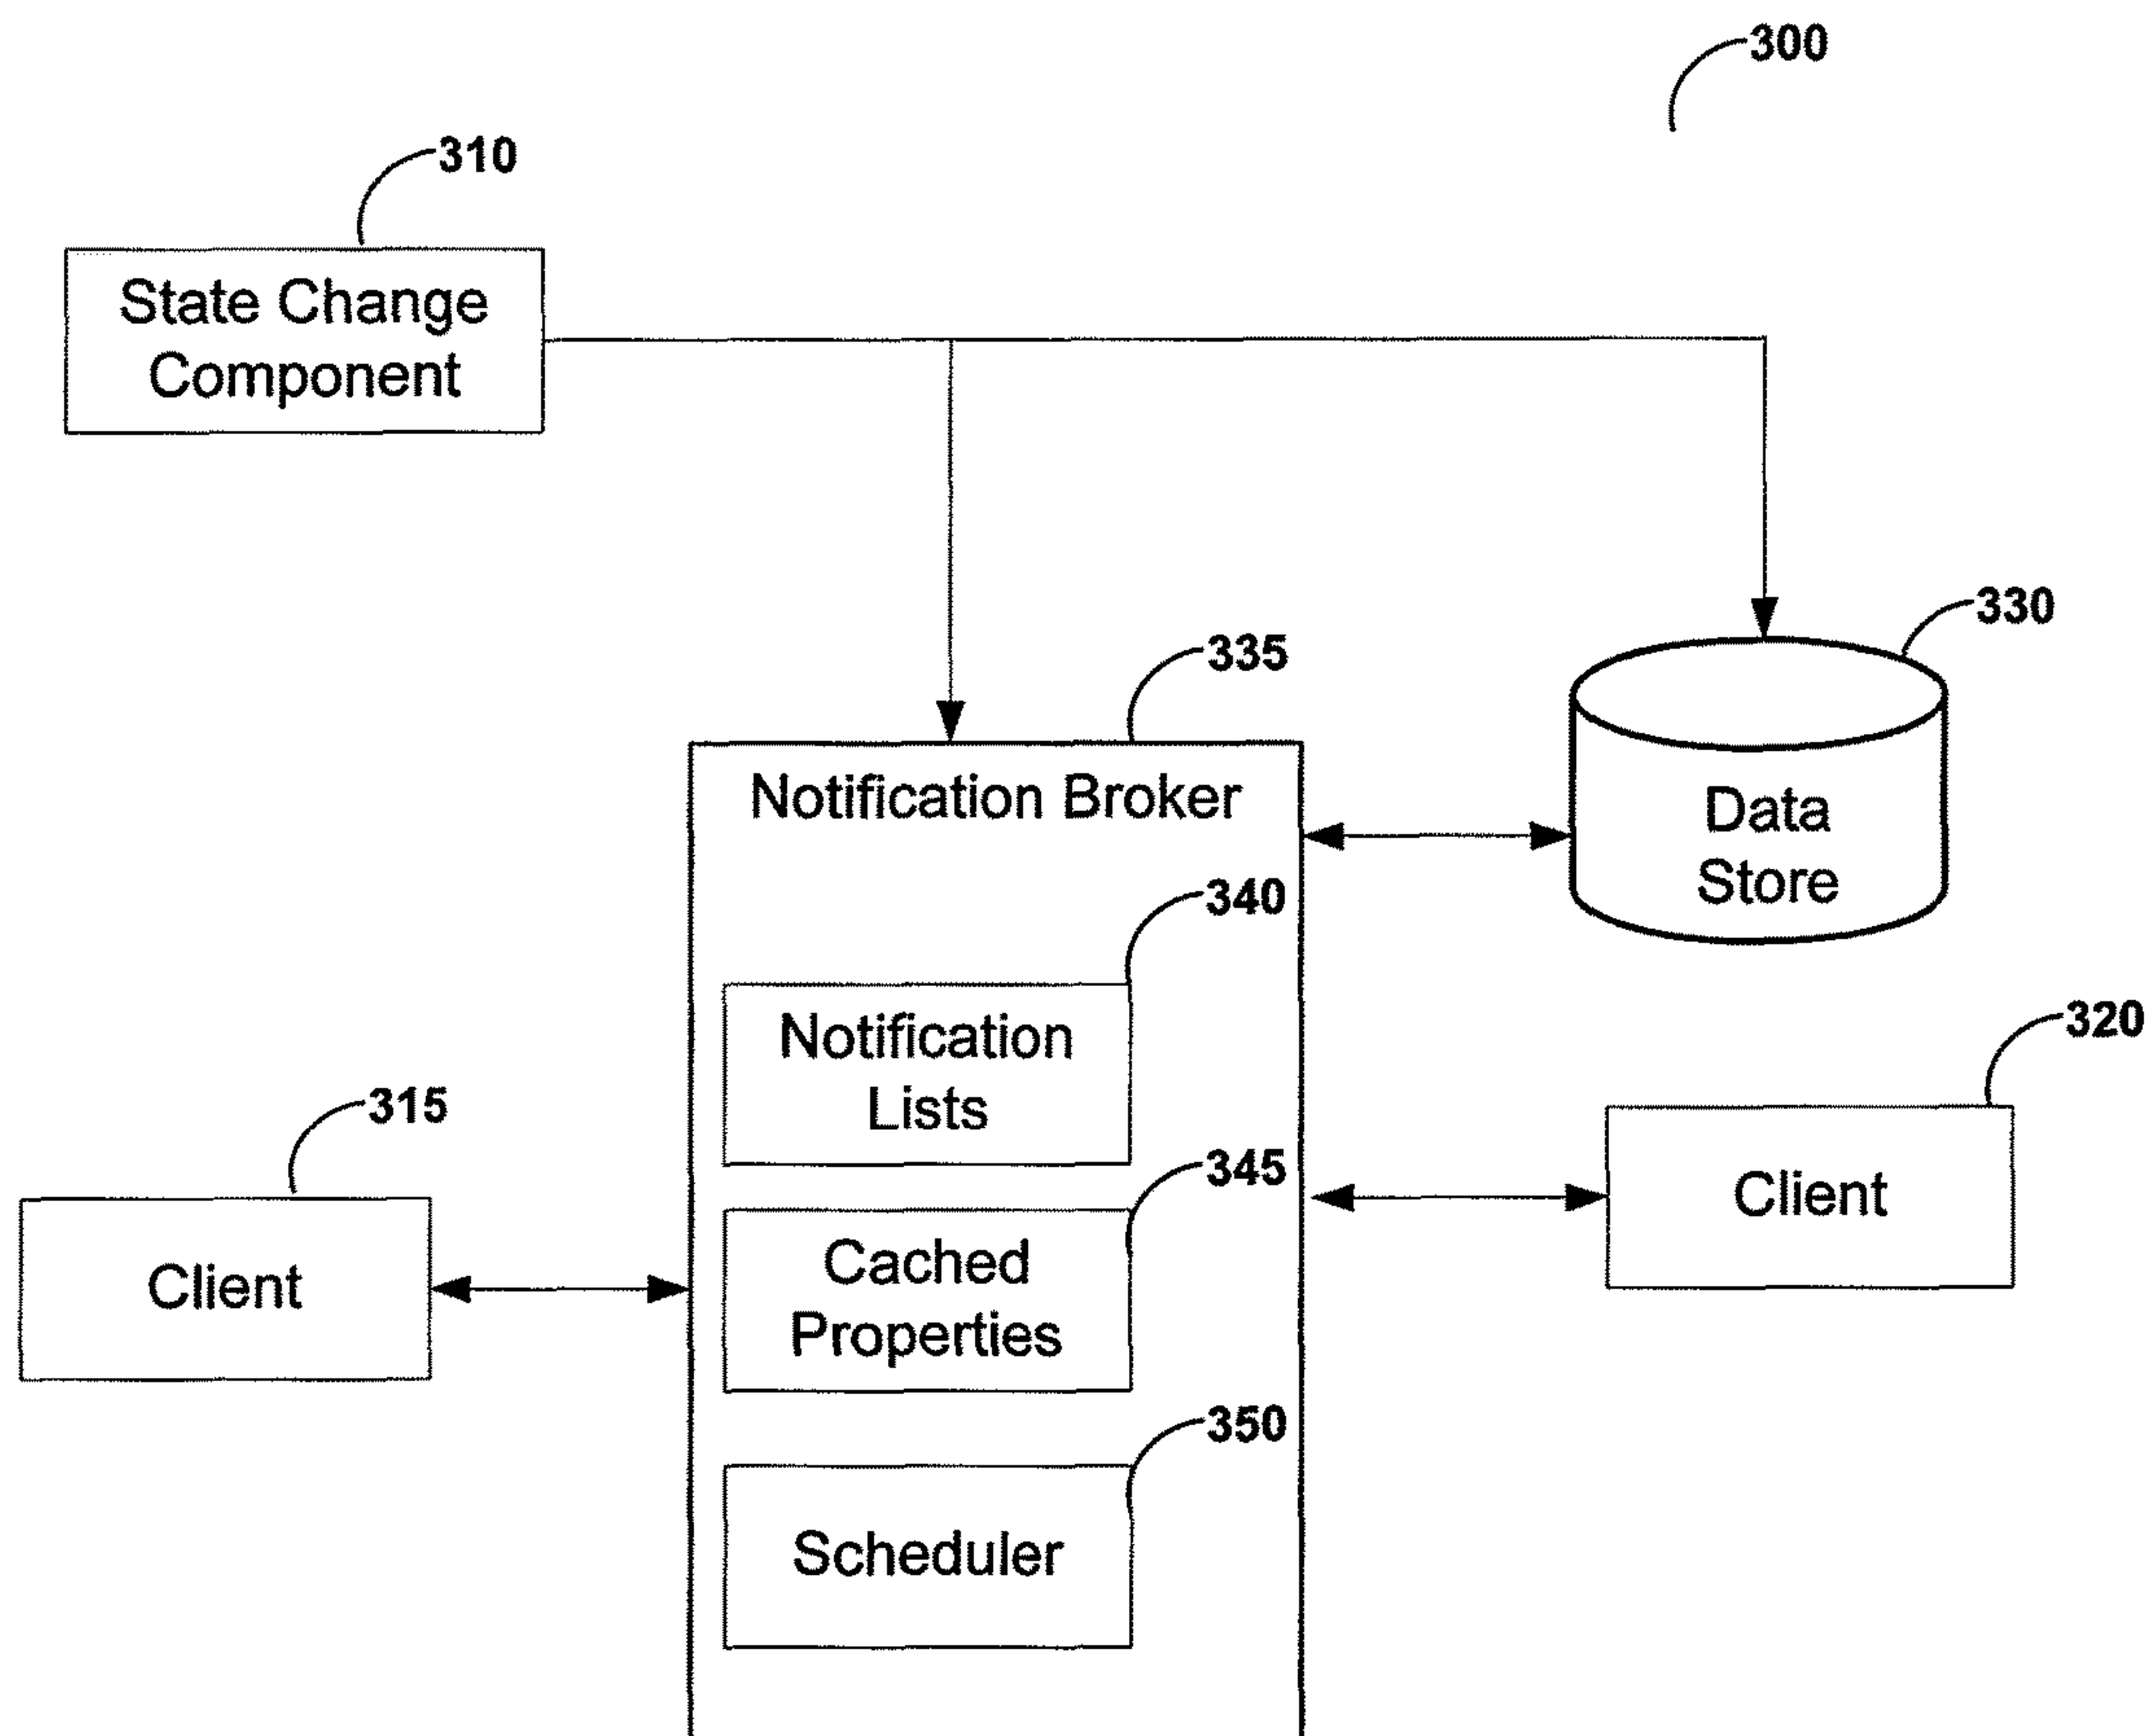 300
310
State Change
Component
330
335
Notification Broker
Data
Store
340
Notification
Lists
320
315
345
Client
Client
Cached
Properties
350
Scheduler